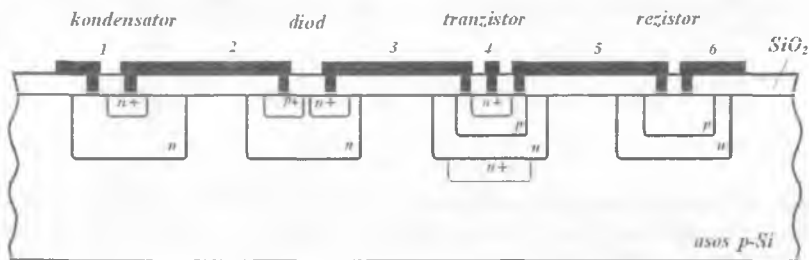 kondensator diod tranzistor rezistor
1 2 3 4 5 6 SiO₂
n+ p+ n+ n+
n n p n p n
n+
asos p-Si